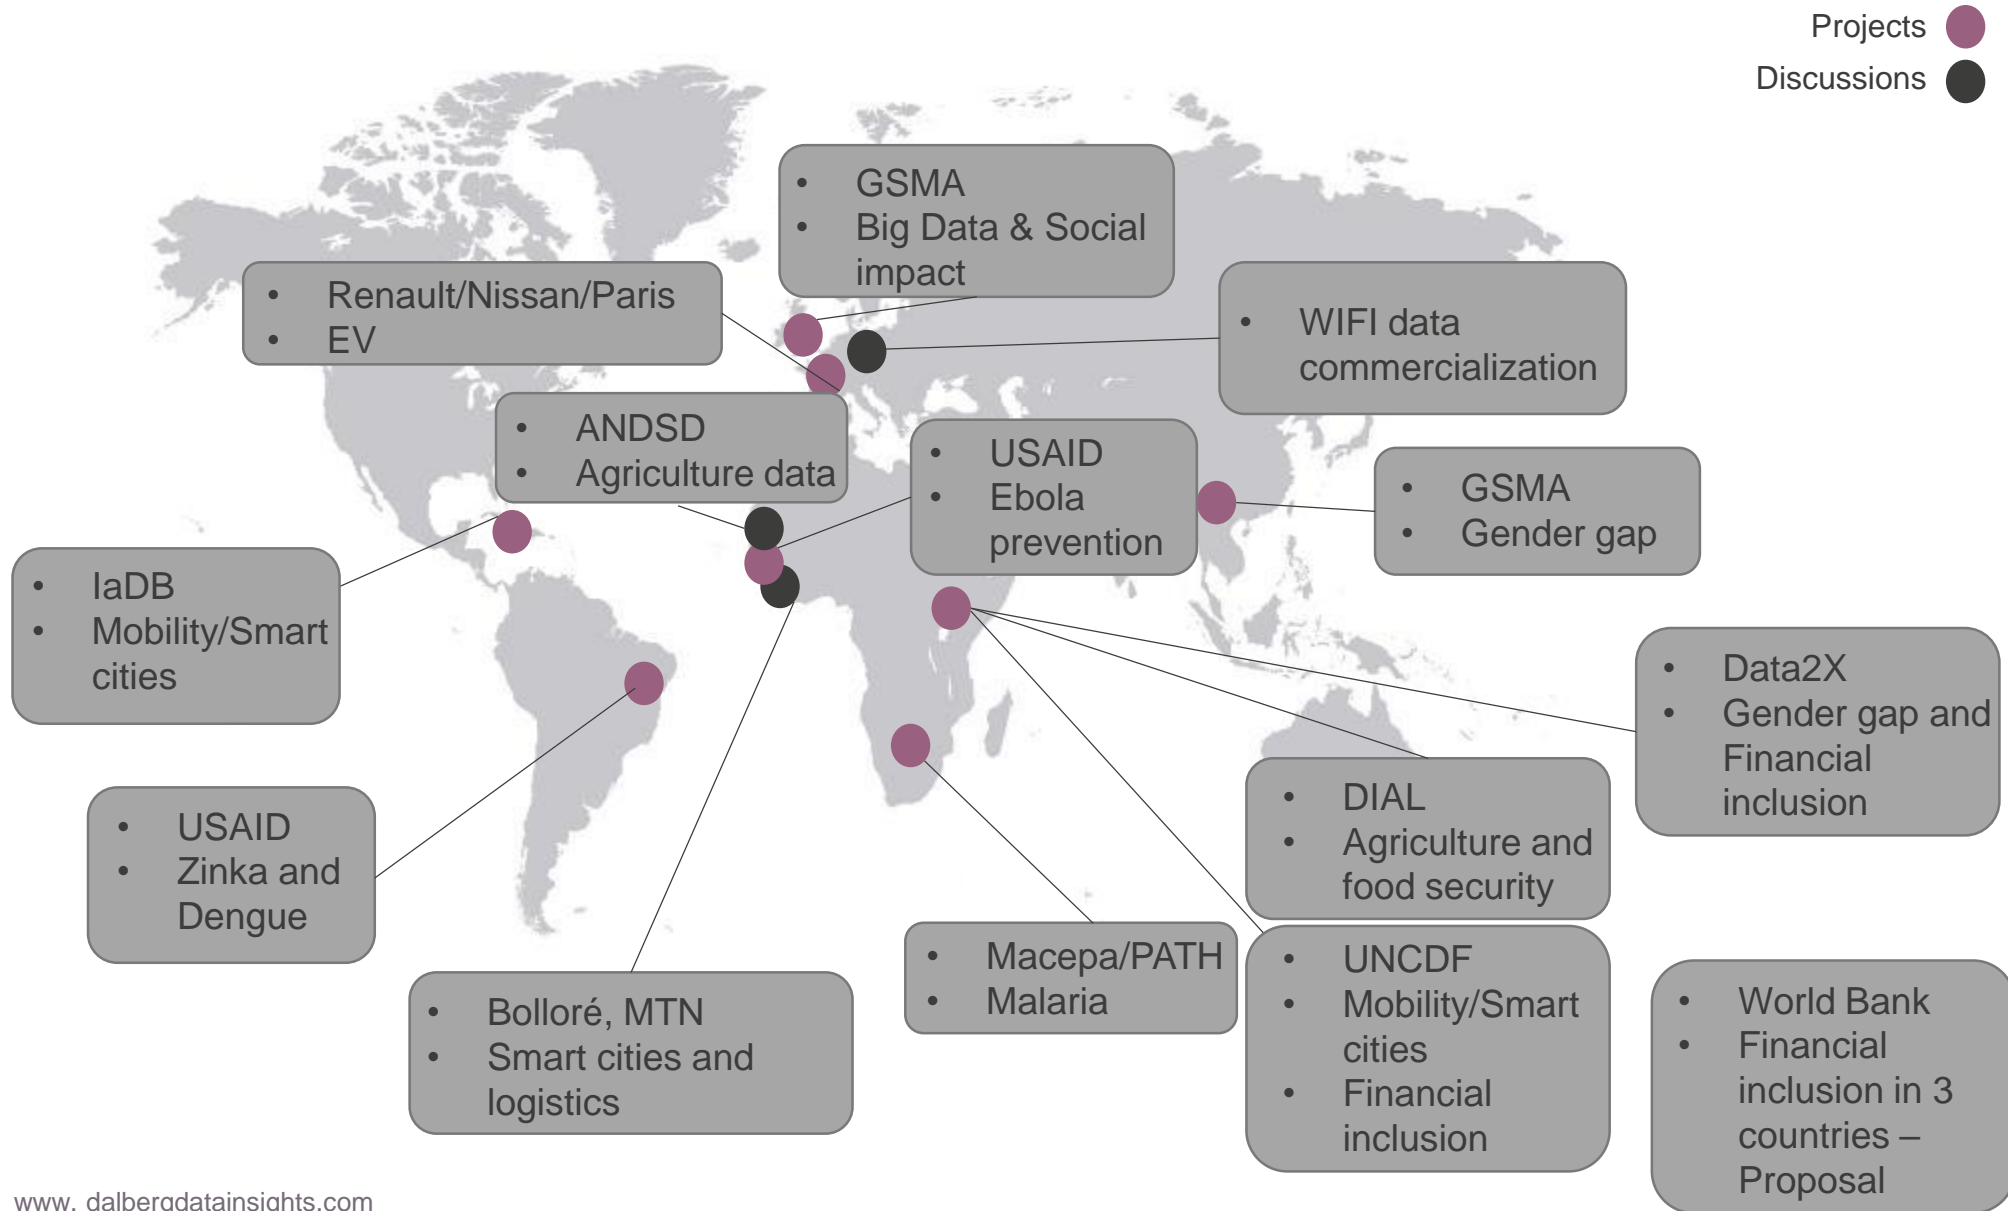 Projects
Discussions
• GSMA
• Big Data & Social
impact
• Renault/Nissan/Paris
• EV
• WIFI data
commercialization
• ANDSD
• Agriculture data
• USAID
• Ebola
prevention
• GSMA
• Gender gap
• IaDB
• Mobility/Smart
cities
• Data2X
• Gender gap and
Financial
inclusion
• USAID
• Zinka and
Dengue
• DIAL
• Agriculture and
food security
• Macepa/PATH
• Malaria
• UNCDF
• Mobility/Smart
cities
• Financial
inclusion
• Bolloré, MTN
• Smart cities and
logistics
• World Bank
• Financial
inclusion in 3
countries –
Proposal
www. dalbergdatainsights.com